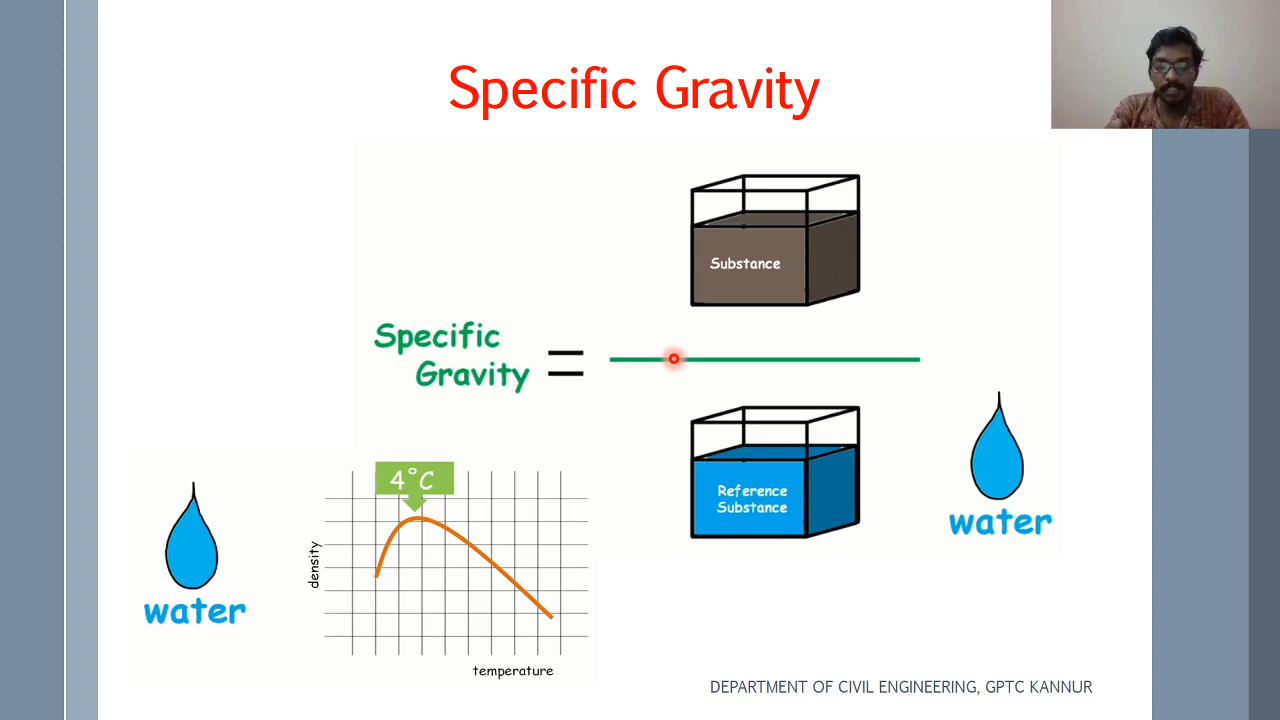 Specific Gravity
Substance
Specific
Gravity
=
Reference
Substance
water
4°C
density
water
temperature
DEPARTMENT OF CIVIL ENGINEERING, GPTC KANNUR